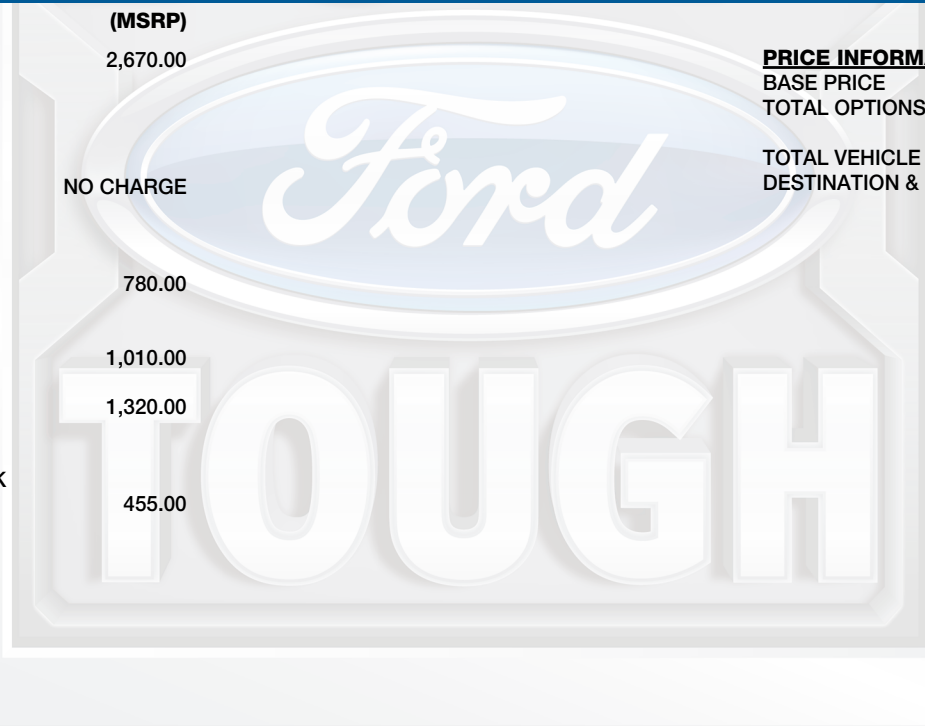 (MSRP)
2,670.00
NO CHARGE
780.00
1,010.00
1,320.00
K
455.00
PRICE INFORMA
BASE PRICE
TOTAL OPTIONS
TOTAL VEHICLE
DESTINATION &
Ford
TOUGH